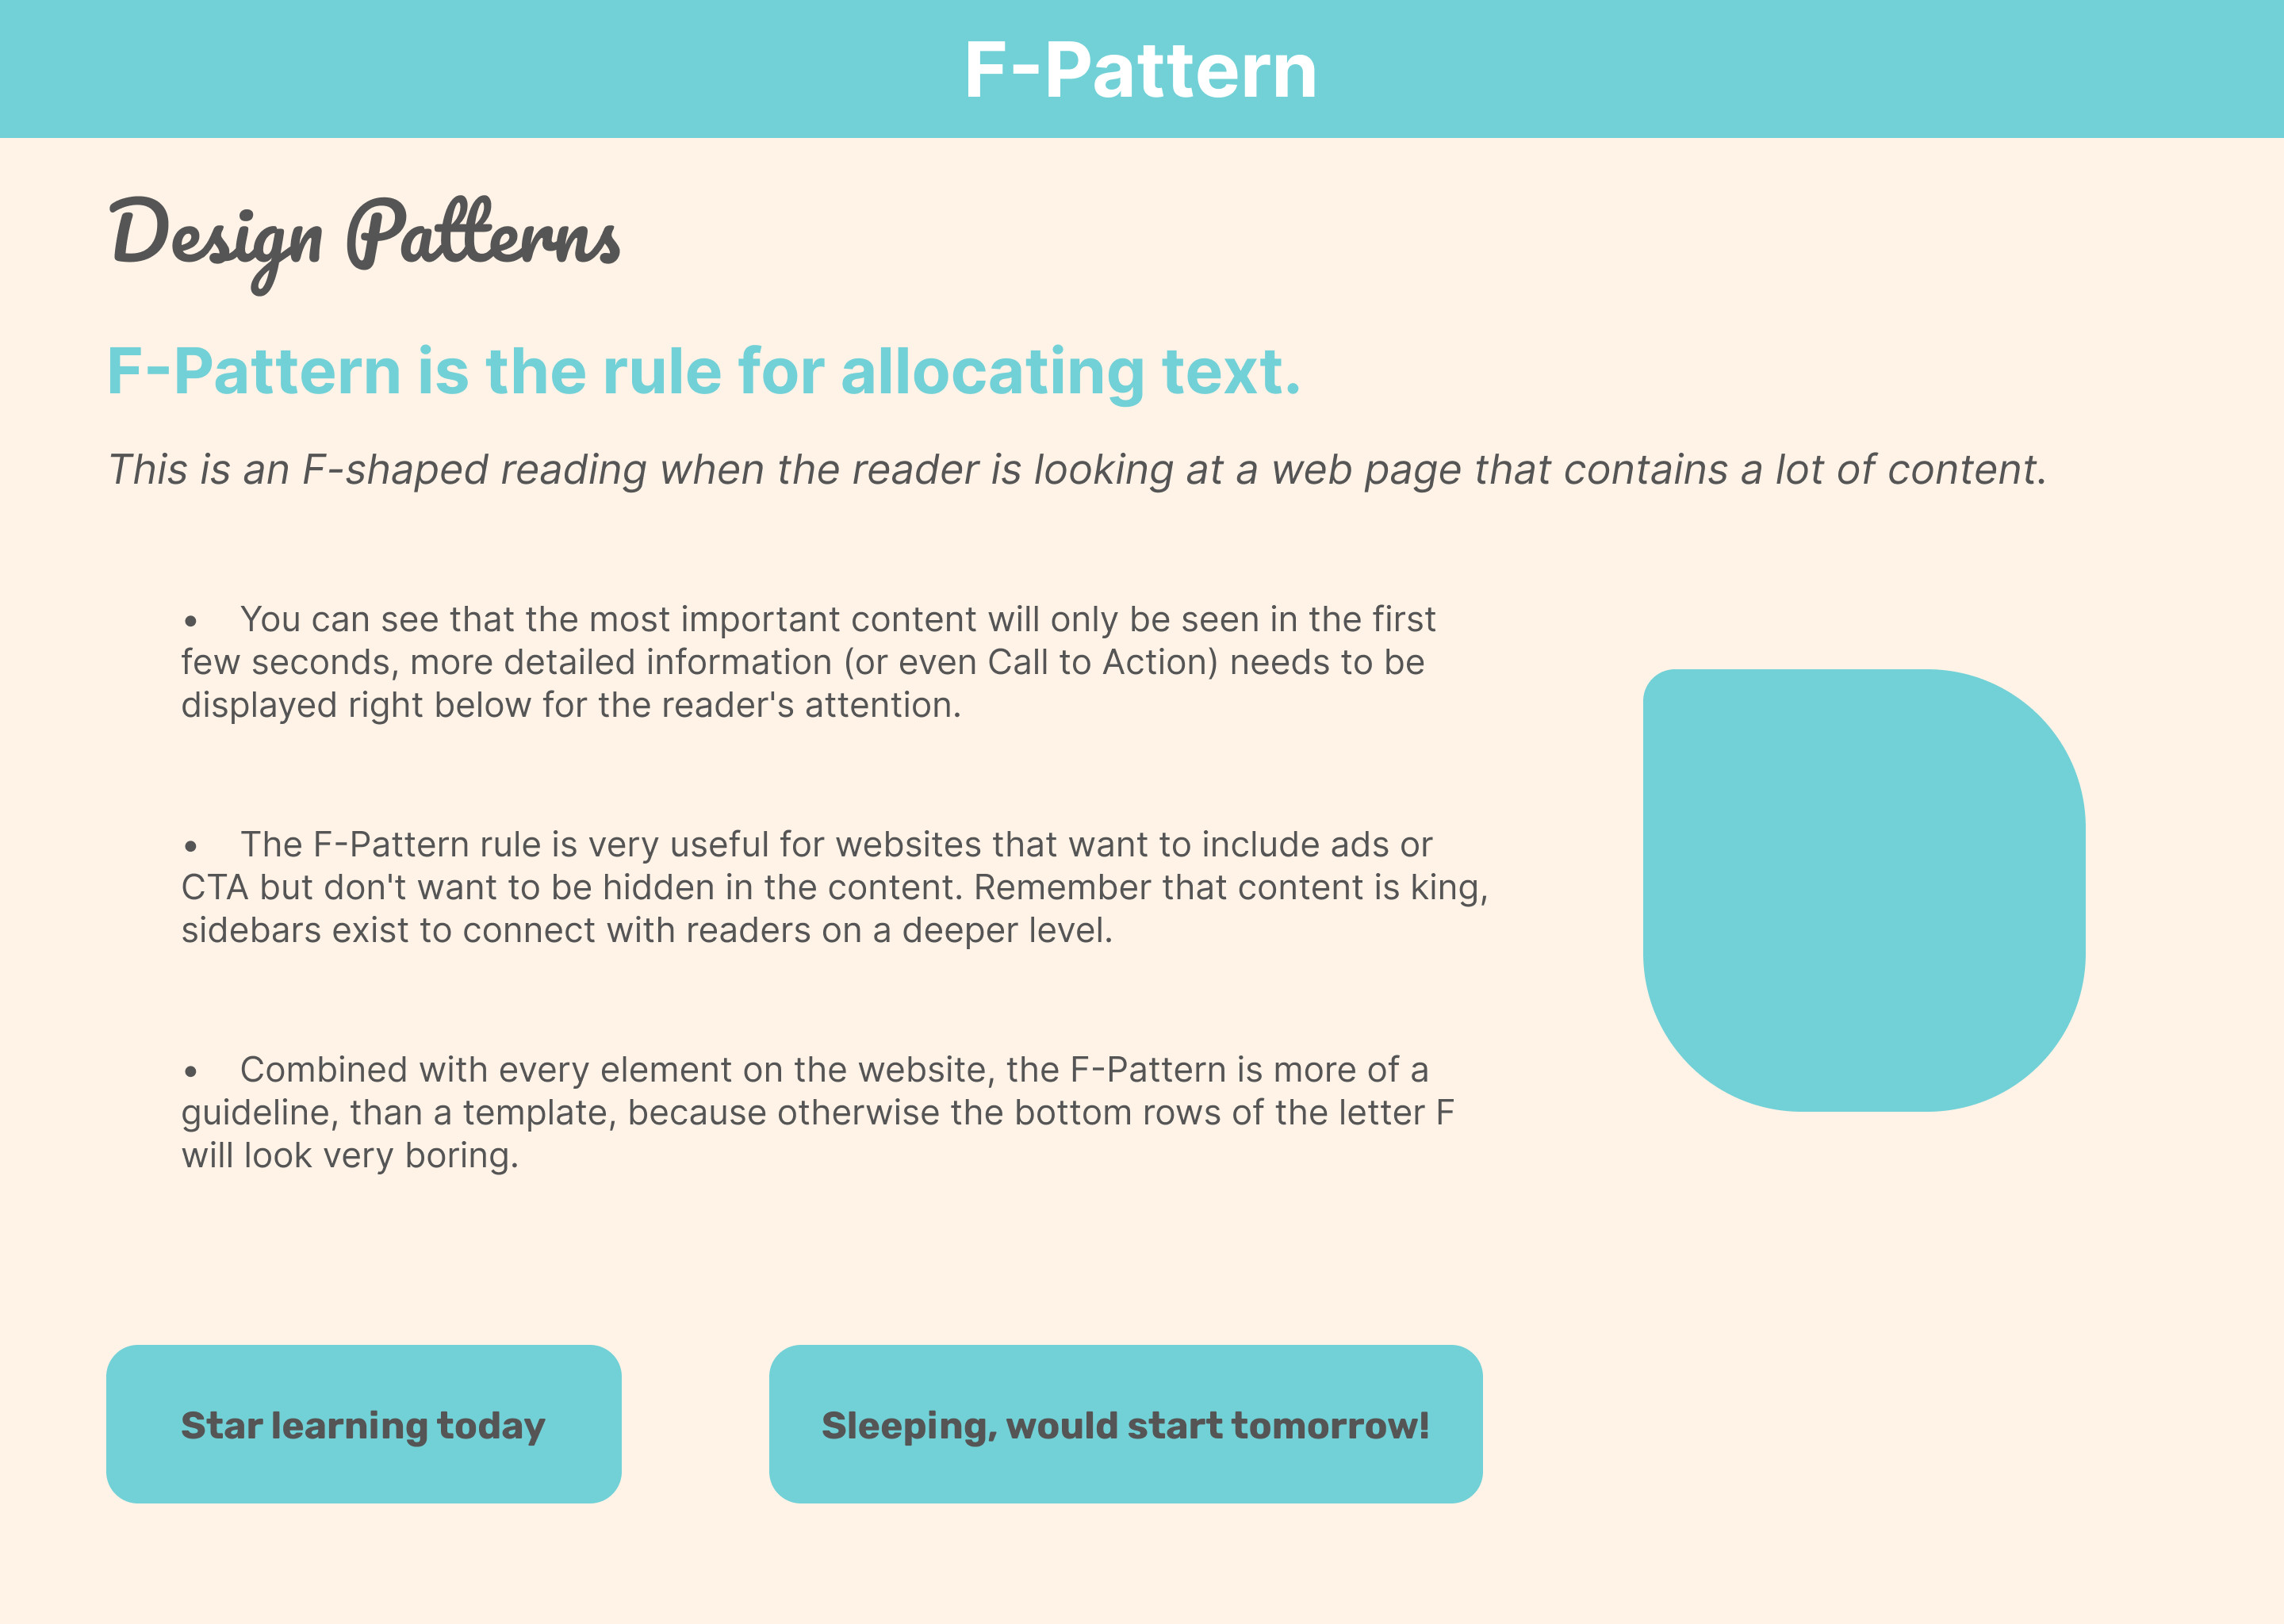 F-Pattern
Design Patterns
F-Pattern is the rule for allocating text.
This is an F-shaped reading when the reader is looking at a web page that contains a lot of content.
• You can see that the most important content will only be seen in the first
few seconds, more detailed information (or even Call to Action) needs to be
displayed right below for the reader's attention.
• The F-Pattern rule is very useful for websites that want to include ads or
CTA but don't want to be hidden in the content. Remember that content is king,
sidebars exist to connect with readers on a deeper level.
• Combined with every element on the website, the F-Pattern is more of a
guideline, than a template, because otherwise the bottom rows of the letter F
will look very boring.
Star learning today
Sleeping, would start tomorrow!